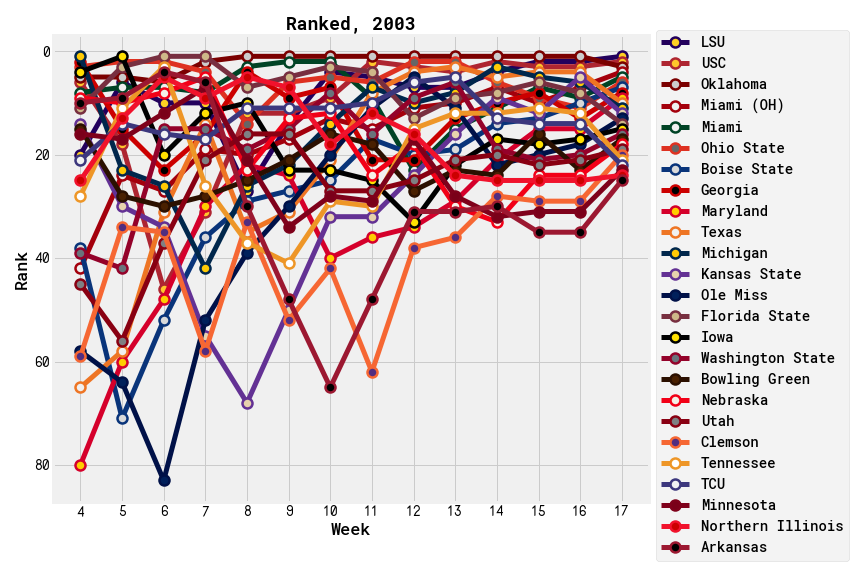 Ranked, 2003
0
20
40
60
80
Rank
4 5 6 7 8 9 10 11 12 13 14 15 16 17
Week
LSU
USC
Oklahoma
Miami (OH)
Miami
Ohio State
Boise State
Georgia
Maryland
Texas
Michigan
Kansas State
Ole Miss
Florida State
Iowa
Washington State
Bowling Green
Nebraska
Utah
Clemson
Tennessee
TCU
Minnesota
Northern Illinois
Arkansas